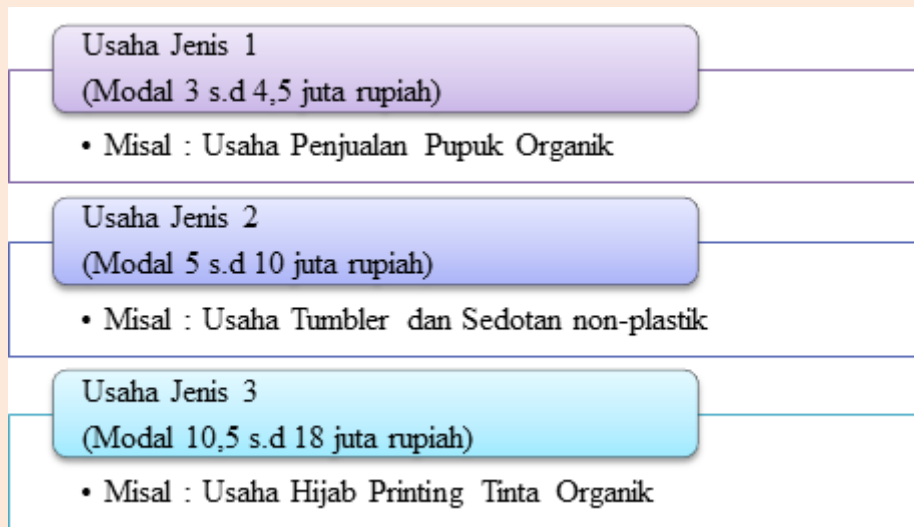 Usaha Jenis 1
(Modal 3 s.d 4,5 juta rupiah)
• Misal : Usaha Penjualan Pupuk Organik
Usaha Jenis 2
(Modal 5 s.d 10 juta rupiah)
• Misal : Usaha Tumbler dan Sedotan non-plastik
Usaha Jenis 3
(Modal 10,5 s.d 18 juta rupiah)
• Misal : Usaha Hijab Printing Tinta Organik